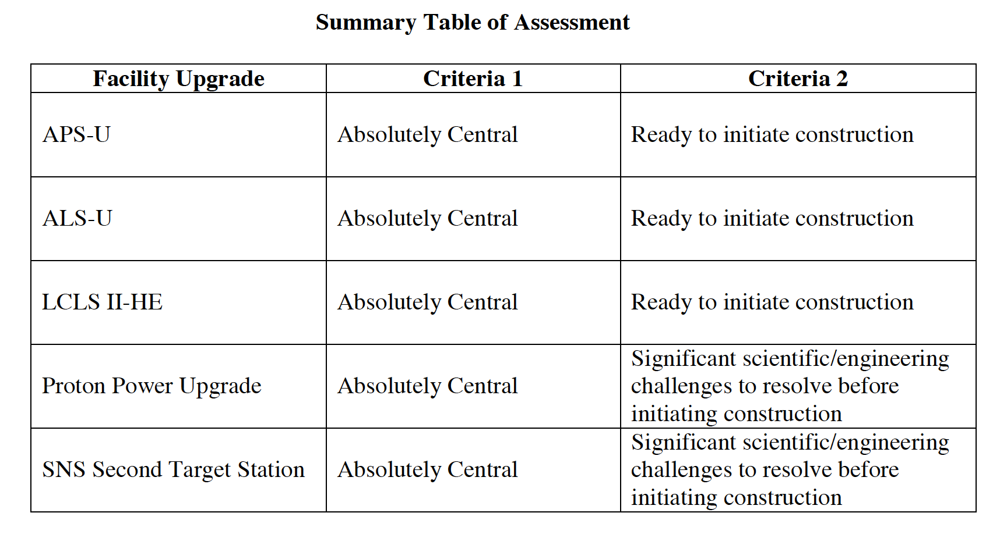 Summary Table of Assessment
Facility Upgrade Criteria 1 Criteria 2
APS-U Absolutely Central Ready to initiate construction
ALS-U Absolutely Central Ready to initiate construction
LCLS II-HE Absolutely Central Ready to initiate construction
Proton Power Upgrade Absolutely Central Significant scientific/engineering
challenges to resolve before
initiating construction
SNS Second Target Station Absolutely Central Significant scientific/engineering
challenges to resolve before
initiating construction